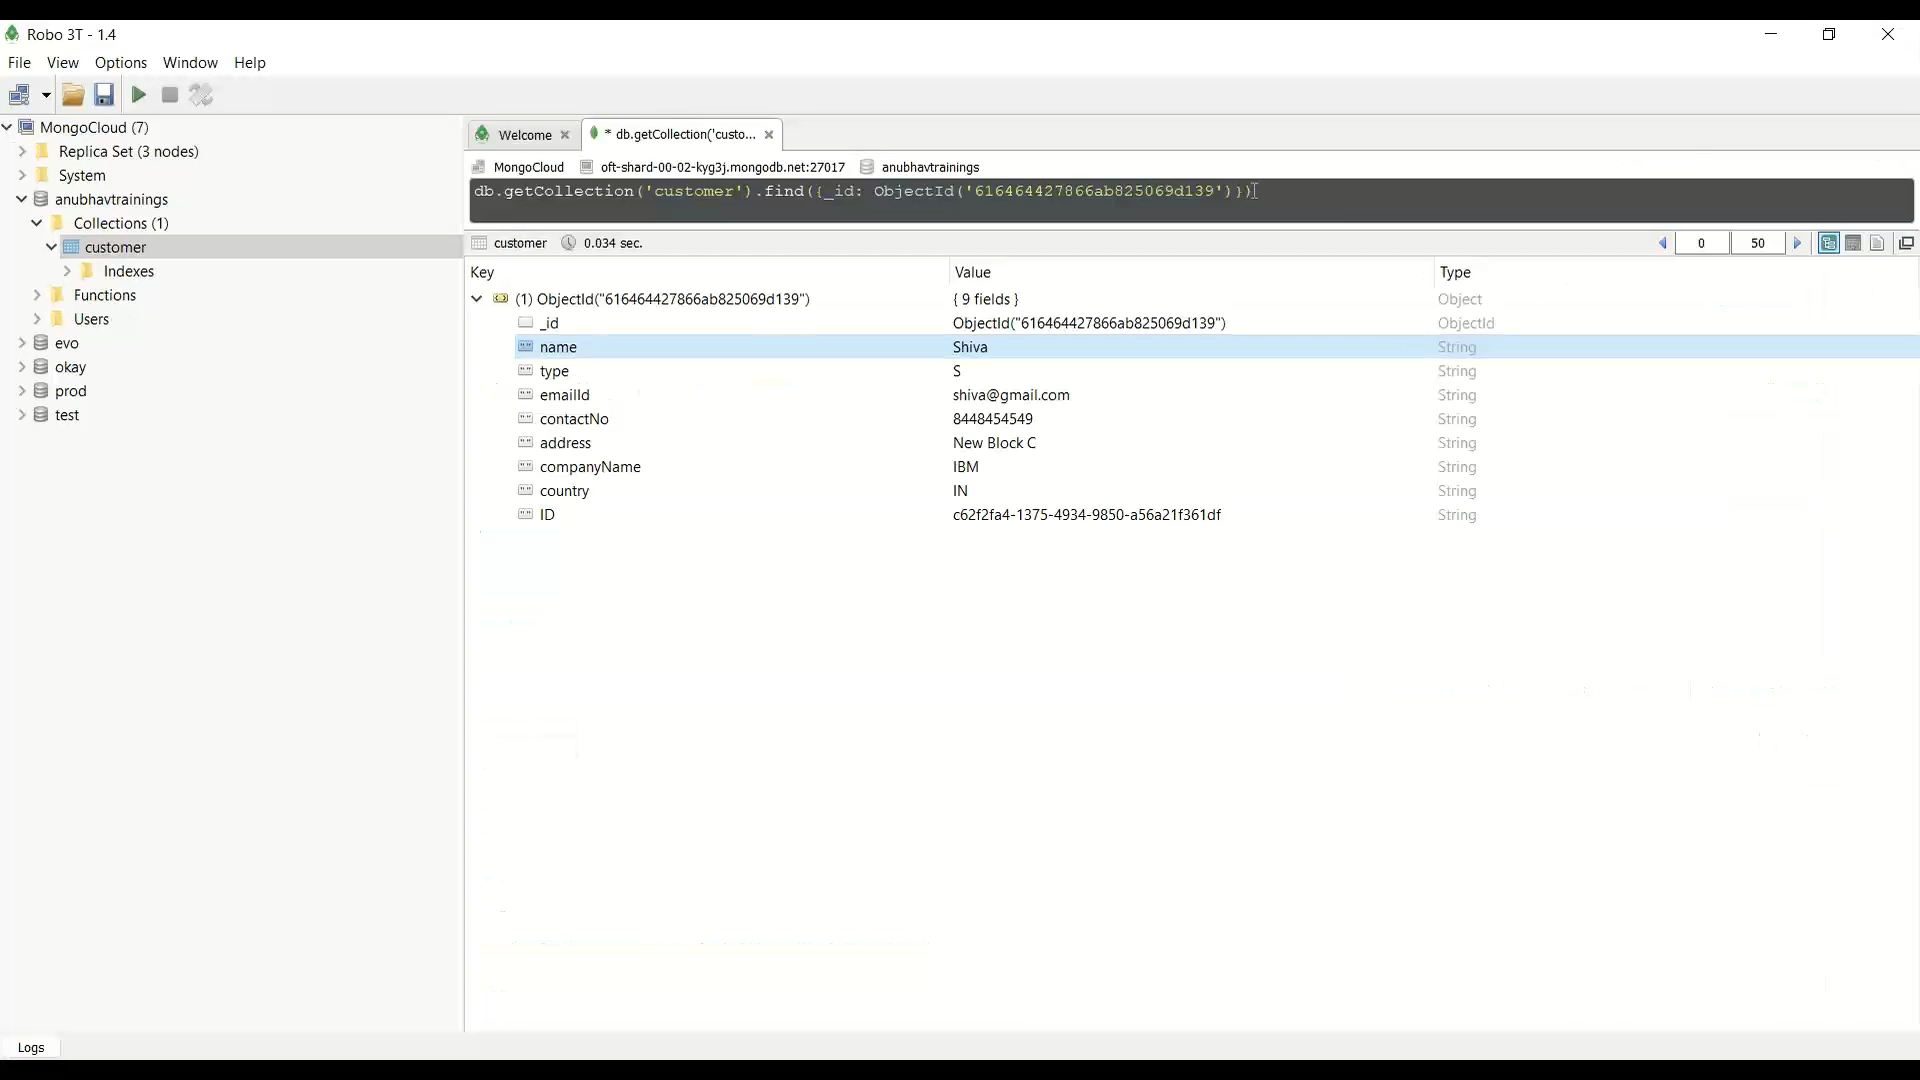 Robo 3T - 1.4
File View Options Window Help
MongoCloud (7)
Replica Set (3 nodes)
System
anubhavtrainings
Collections (1)
customer
Indexes
Functions
Users
evo
okay
prod
test
Welcome * db.getCollection('custo...
MongoCloud oft-shard-00-02-kyg3j.mongodb.net:27017 anubhavtrainings
db.getCollection('customer').find({_id: ObjectId('616464427866ab825069d139')})
customer 0.034 sec. 0 50
Key Value Type
(1) ObjectId("616464427866ab825069d139") { 9 fields } Object
_id ObjectId("616464427866ab825069d139") ObjectId
name Shiva String
type S String
emailId shiva@gmail.com String
contactNo 8448454549 String
address New Block C String
companyName IBM String
country IN String
ID c62f2fa4-1375-4934-9850-a56a21f361df String
Logs